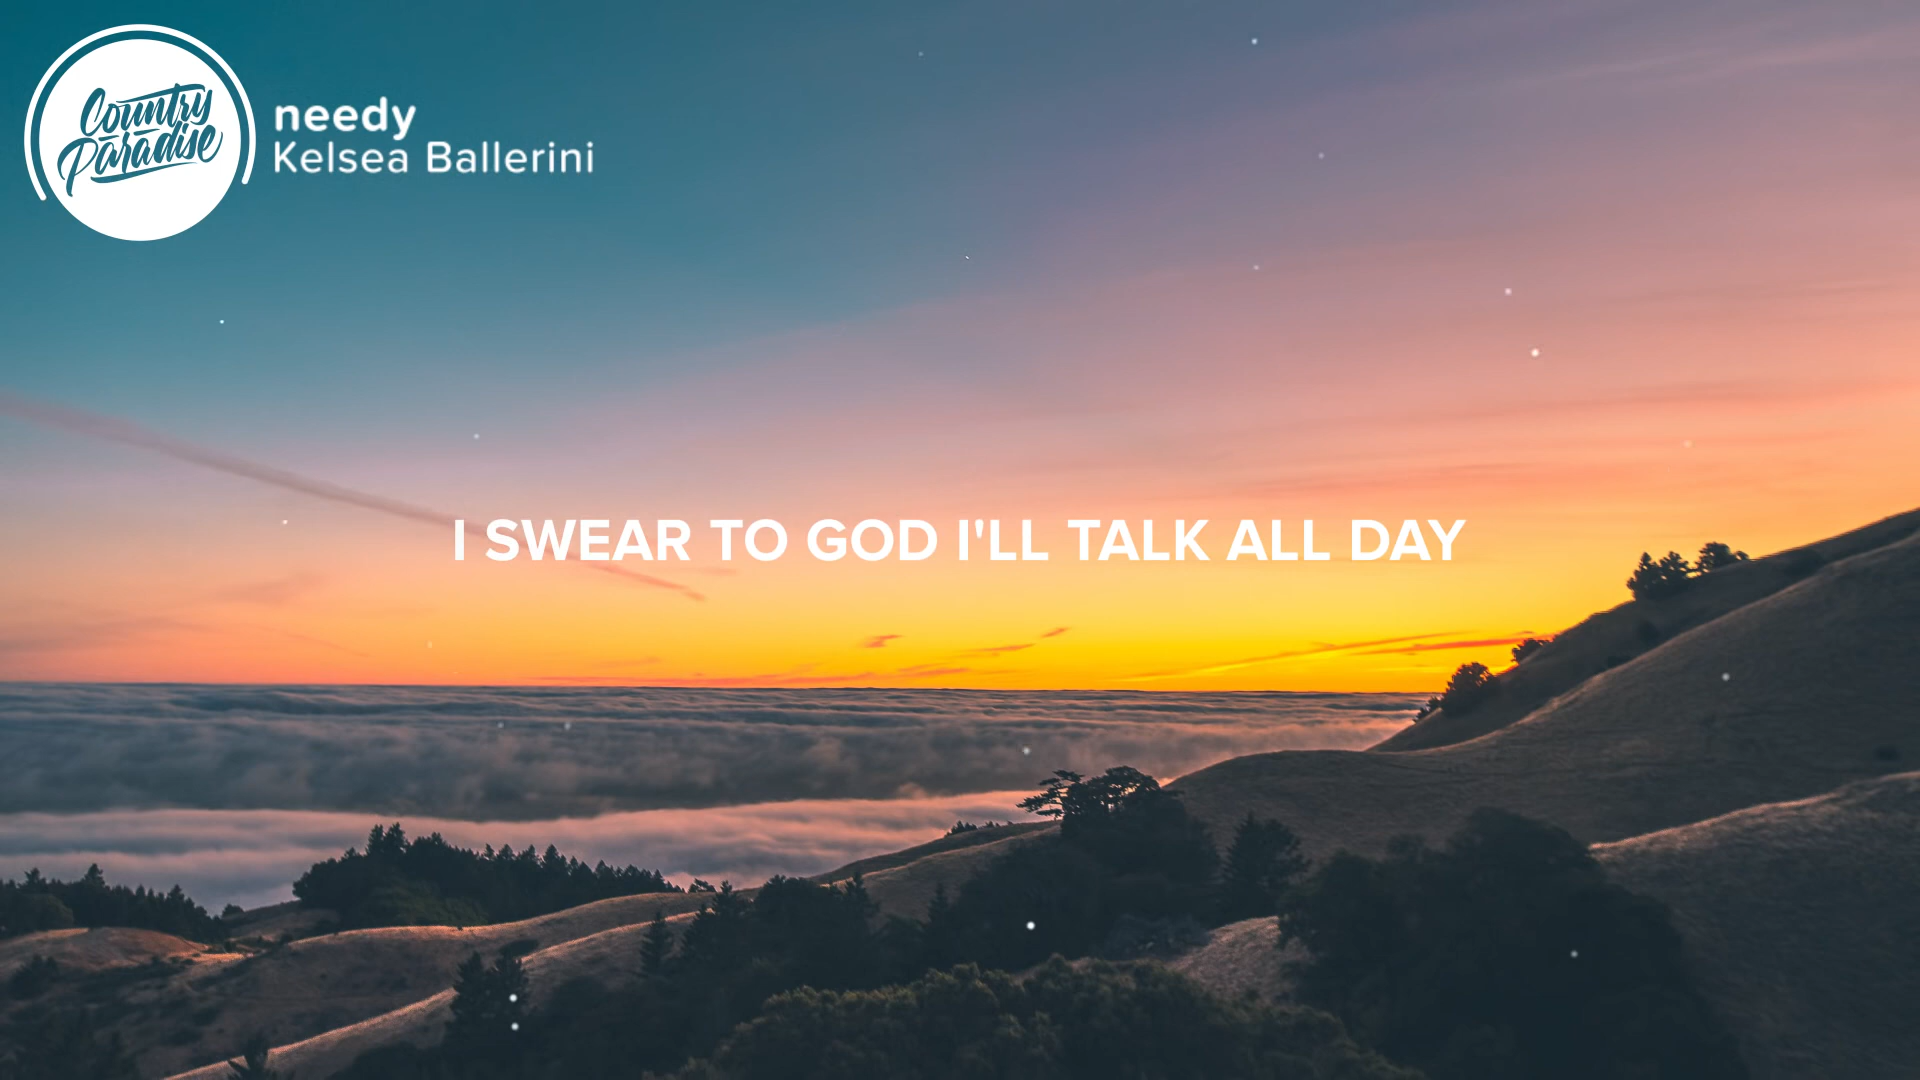 Country
Paradise
needy
Kelsea Ballerini
I SWEAR TO GOD I'LL TALK ALL DAY